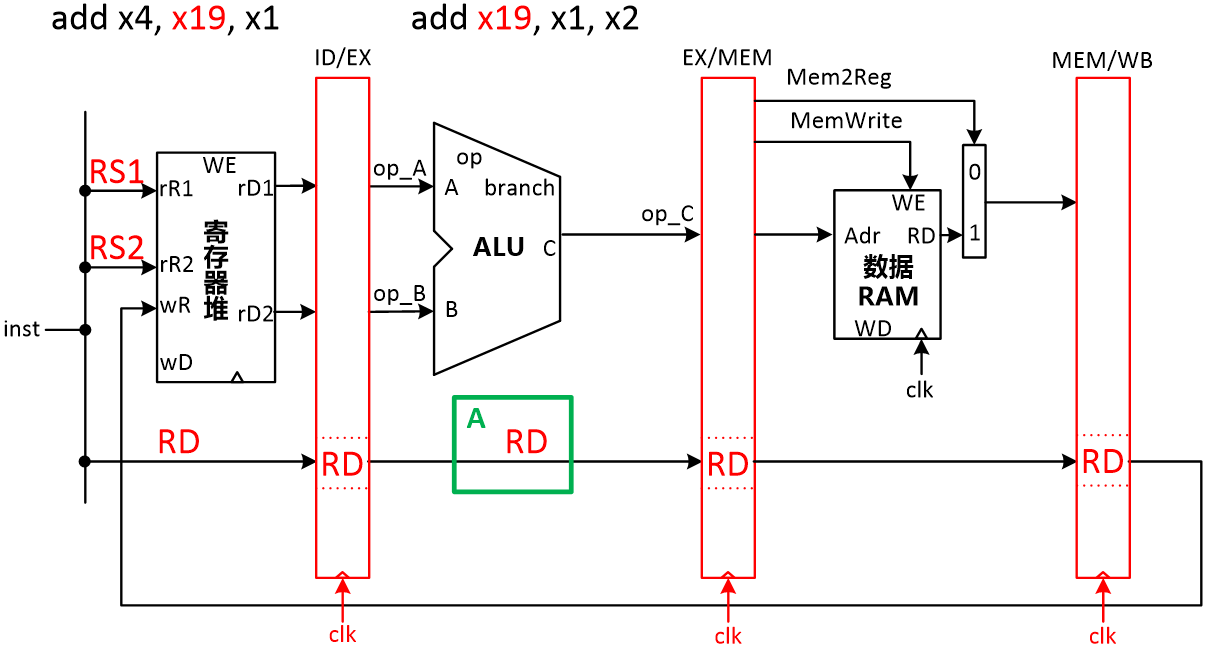 add x4, x19, x1
add x19, x1, x2
ID/EX
EX/MEM
MEM/WB
Mem2Reg
MemWrite
RS1
rR1
WE
rD1
op_A
A
op
branch
0
RS2
rR2
寄存器堆
ALU
C
op_C
WE
Adr
RD
1
数据
RAM
wR
rD2
op_B
B
inst
wD
WD
clk
RD
RD
A
RD
RD
RD
clk
clk
clk